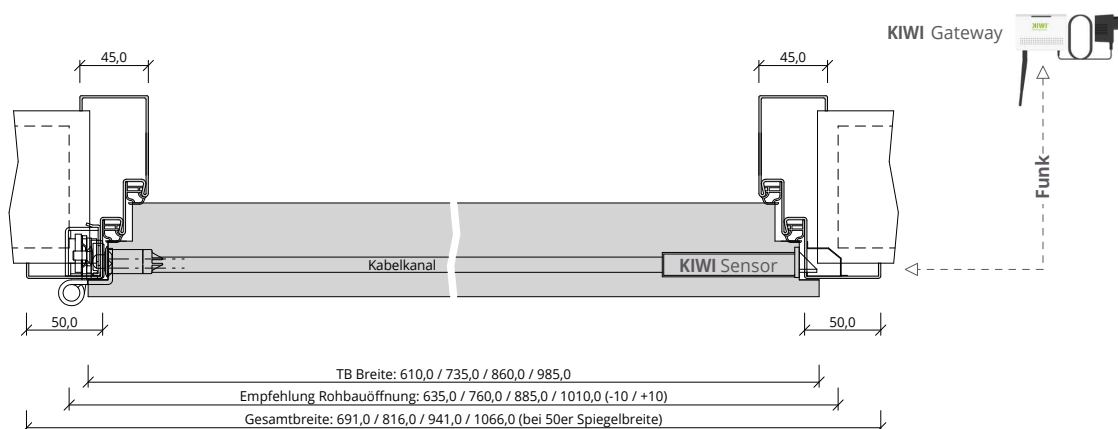 KIWI Gateway
KIWI
45,0
45,0
Funk
Kabelkanal
KIWI Sensor
50,0
50,0
TB Breite: 610,0 / 735,0 / 860,0 / 985,0
Empfehlung Rohbauöffnung: 635,0 / 760,0 / 885,0 / 1010,0 (-10 / +10)
Gesamtbreite: 691,0 / 816,0 / 941,0 / 1066,0 (bei 50er Spiegelbreite)